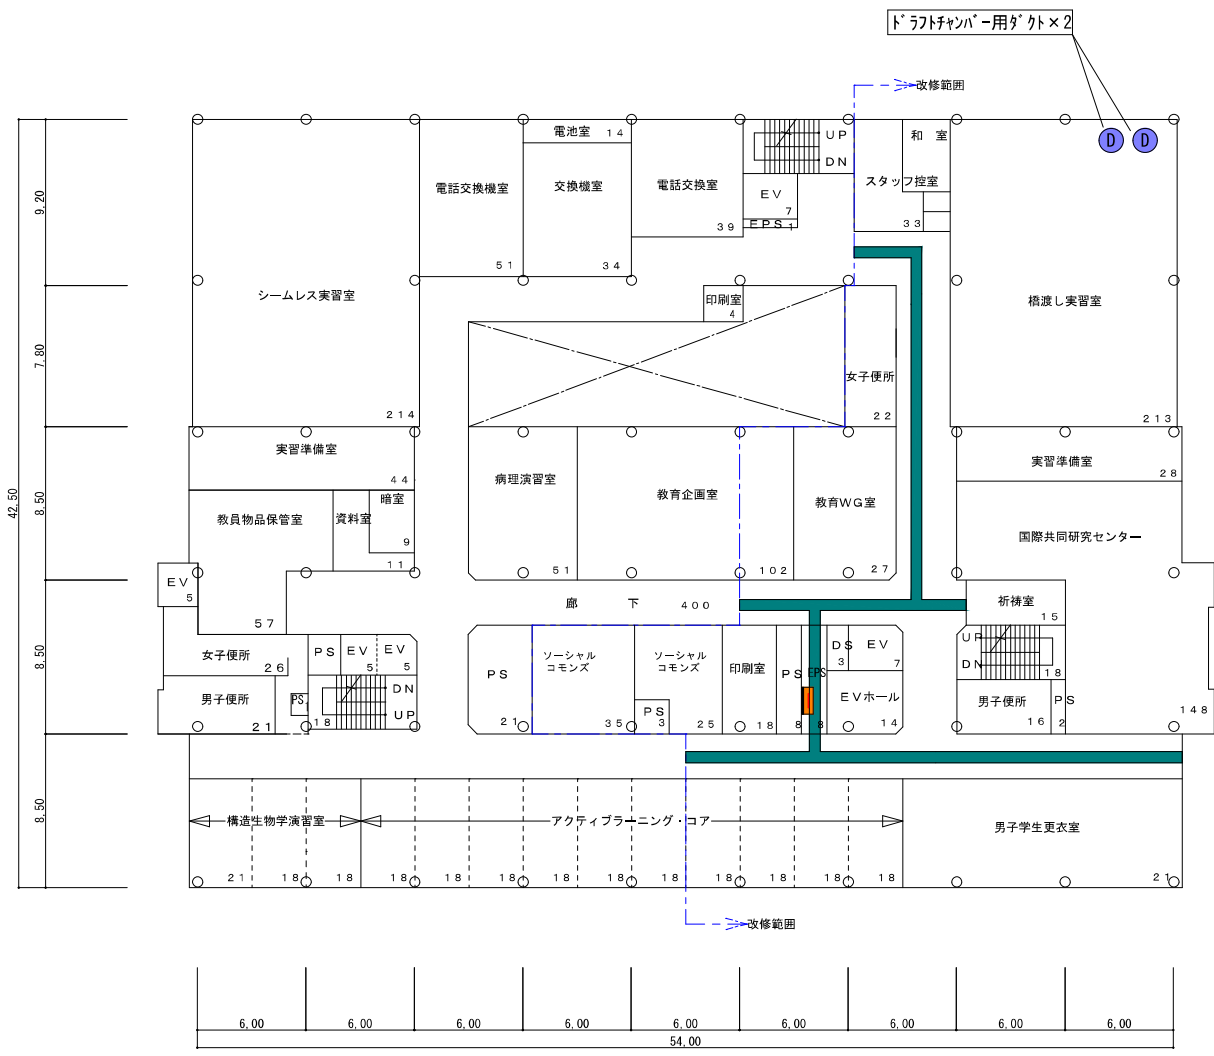 ドラフトチャンバー用ダクト×2
改修範囲
D
D
電池室 14
UP
DN
和 室
電話交換機室
交換機室
電話交換室
スタッフ控室
EV
7
EPS 1
39
33
51
34
シームレス実習室
印刷室
4
橋渡し実習室
女子便所
214
22
213
実習準備室
44
病理演習室
教育企画室
教育WG室
実習準備室
28
暗室
教員物品保管室
資料室
9
11
国際共同研究センター
51
102
27
EV
5
廊 下 400
祈祷室
15
57
女子便所
26
PS
EV
5
EV
5
PS
ソーシャル
コモンズ
ソーシャル
コモンズ
印刷室
PS
EPS
DS
3
EV
7
UP
DN
18
男子便所
PS
DN
UP
18
21
21
35
PS
3
25
18
8
8
EVホール
14
男子便所
16
PS
2
148
構造生物学演習室
アクティブラーニング・コア
男子学生更衣室
21
18
18
18
18
18
18
18
18
18
18
18
18
21
改修範囲
9,20
7,80
8,50
8,50
8,50
42,50
6,00
6,00
6,00
6,00
6,00
6,00
6,00
6,00
6,00
54,00